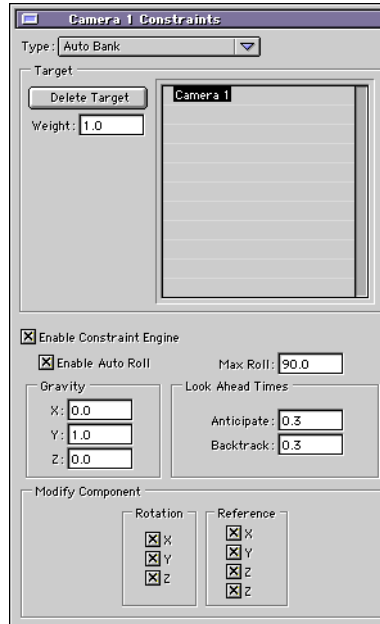 Camera 1 Constraints
Type: Auto Bank
Target
Delete Target
Camera 1
Weight: 1.0
Enable Constraint Engine
Enable Auto Roll
Max Roll: 90.0
Gravity
X: 0.0
Y: 1.0
Z: 0.0
Look Ahead Times
Anticipate: 0.3
Backtrack: 0.3
Modify Component
Rotation
X
Y
Z
Reference
X
Y
Z
Z